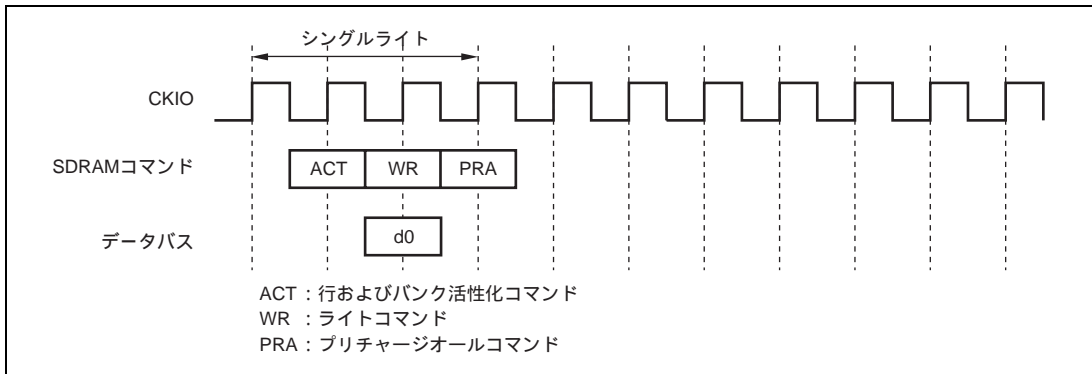 シングルライト
CKIO
SDRAMコマンド
ACT WR PRA
データバス
d0
ACT : 行およびバンク活性化コマンド
WR : ライトコマンド
PRA : プリチャージオールコマンド